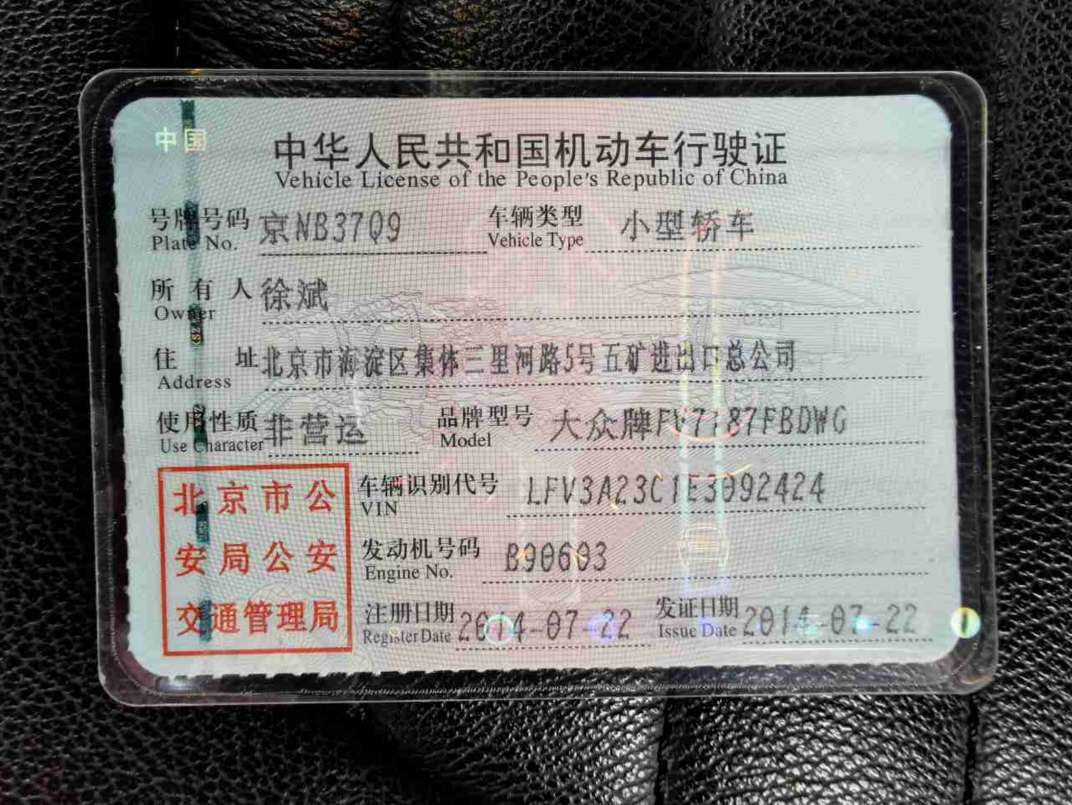 中国
中华人民共和国机动车行驶证
Vehicle License of the People's Republic of China
号牌号码 京NB37Q9 车辆类型 小型轿车
Plate No. Vehicle Type
所有人 徐斌
Owner
住址 北京市海淀区集体三里河路5号五矿进出口总公司
Address
使用性质 非营运 品牌型号 大众牌FV7187FBDWG
Use Character Model
北京市公 车辆识别代号 LFV3A23C1E3092424
VIN
安局公安 发动机号码 B90603
Engine No.
交通管理局 注册日期 2014-07-22 发证日期 2014-07-22
Register Date Issue Date